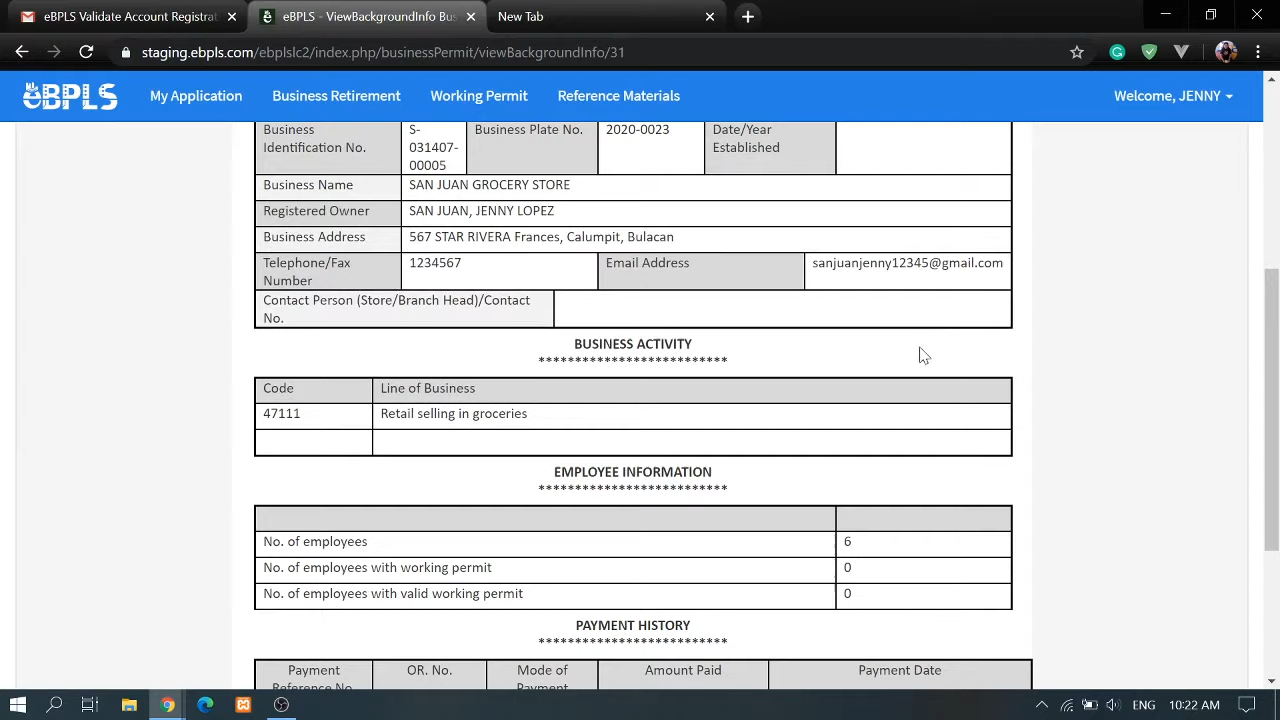 eBPLS Validate Account Registrat
eBPLS - ViewBackgroundInfo Bus
New Tab
staging.ebpls.com/ebplslc2/index.php/businessPermit/viewBackgroundInfo/31
eBPLS
My Application
Business Retirement
Working Permit
Reference Materials
Welcome, JENNY
Business
Identification No.
S-
031407-
00005
Business Plate No.
2020-0023
Date/Year
Established
Business Name
SAN JUAN GROCERY STORE
Registered Owner
SAN JUAN, JENNY LOPEZ
Business Address
567 STAR RIVERA Frances, Calumpit, Bulacan
Telephone/Fax
Number
1234567
Email Address
sanjuanjenny12345@gmail.com
Contact Person (Store/Branch Head)/Contact
No.
BUSINESS ACTIVITY
**************************
Code
Line of Business
47111
Retail selling in groceries
EMPLOYEE INFORMATION
**************************
No. of employees
6
No. of employees with working permit
0
No. of employees with valid working permit
0
PAYMENT HISTORY
**************************
Payment
Reference No.
OR. No.
Mode of
Payment
Amount Paid
Payment Date
10:22 AM